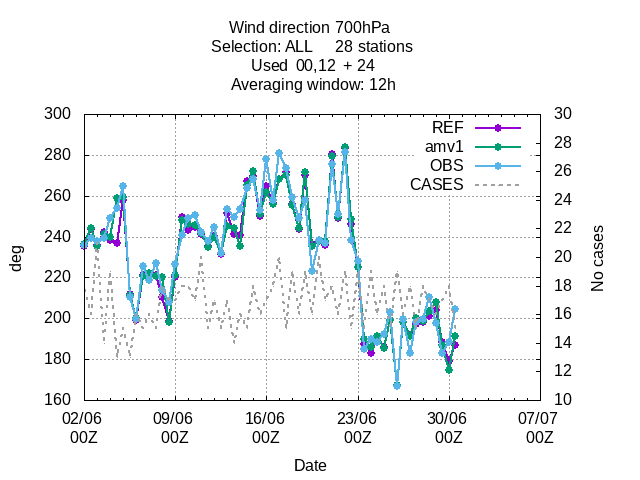 Wind direction 700hPa
Selection: ALL 28 stations
Used 00,12 + 24
Averaging window: 12h
300
280
260
240
220
200
180
160
deg
30
28
26
24
22
20
18
16
14
12
10
No cases
REF
amv1
OBS
CASES
02/06 09/06 16/06 23/06 30/06 07/07
00Z 00Z 00Z 00Z 00Z 00Z
Date